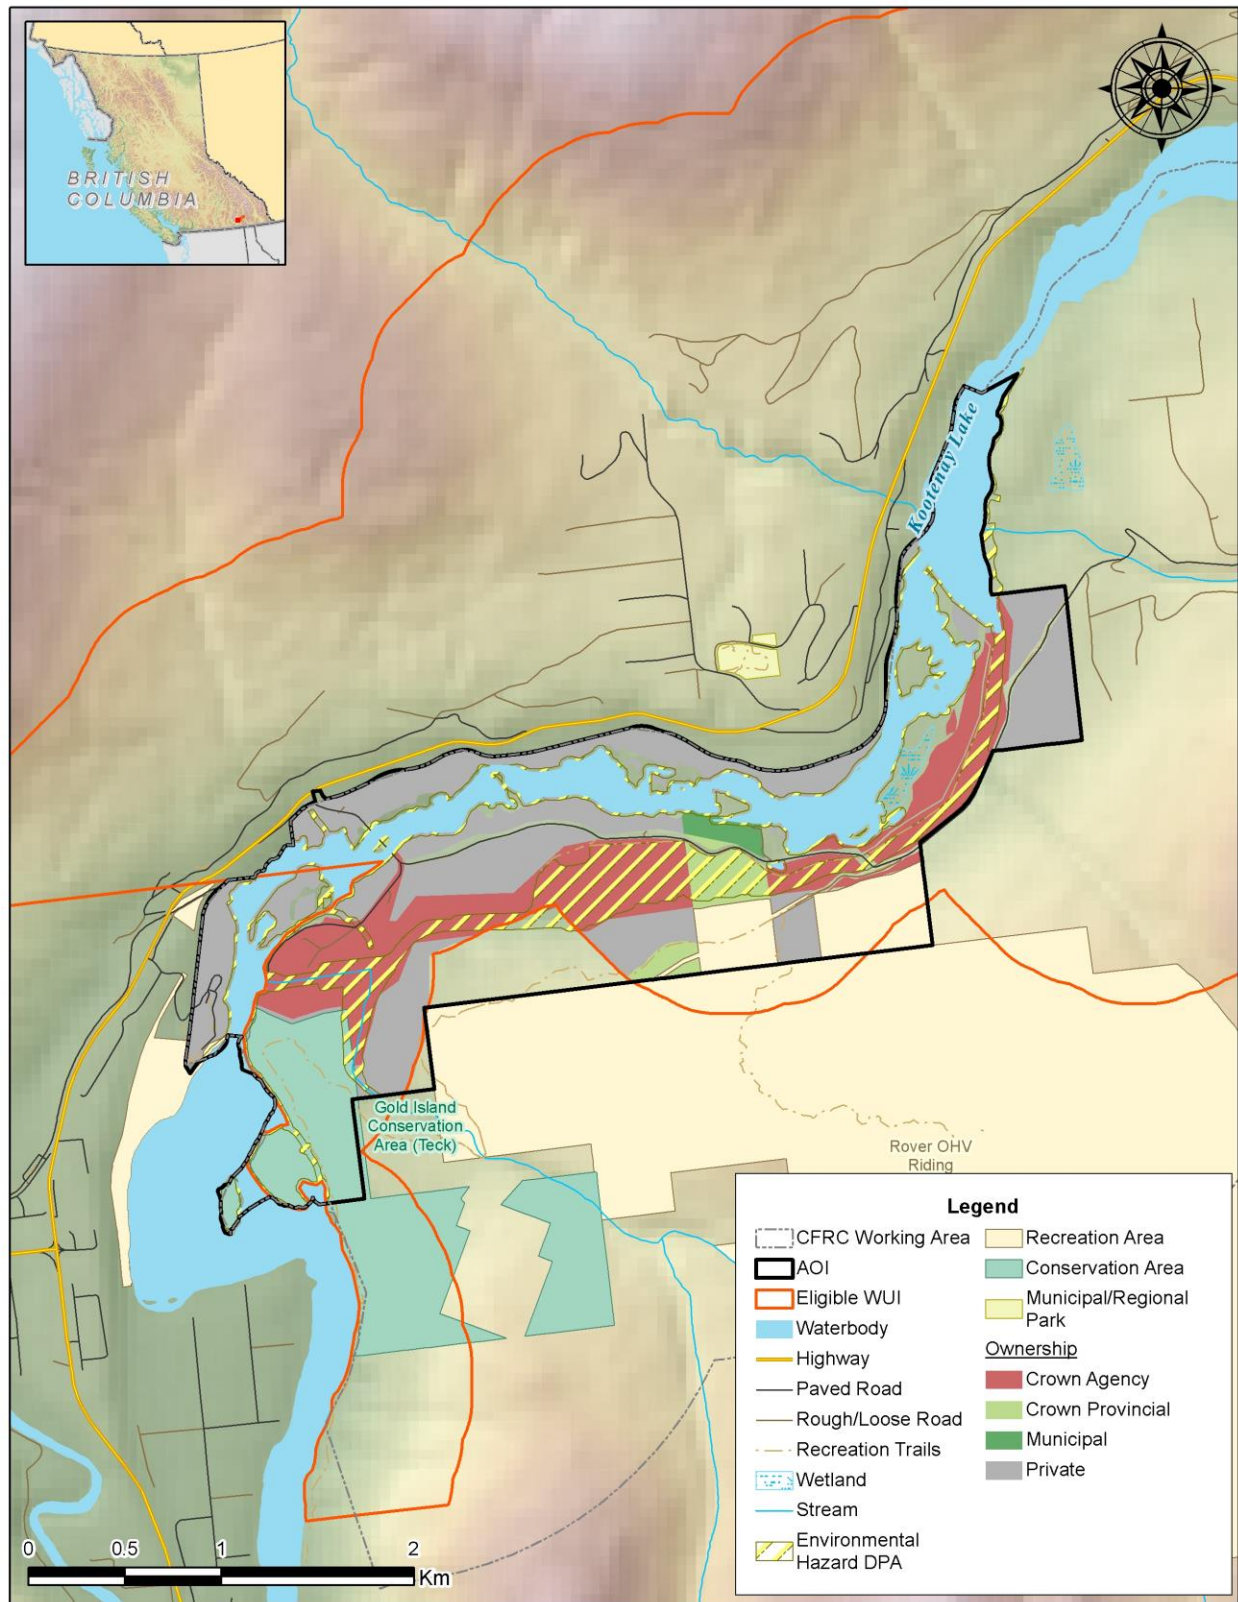 BRITISH
COLUMBIA
Kootenay Lake
Gold Island
Conservation
Area (Teck)
Rover OHV
Riding
Legend
CFRC Working Area
AOI
Eligible WUI
Waterbody
Highway
Paved Road
Rough/Loose Road
Recreation Trails
Wetland
Stream
Environmental
Hazard DPA
Recreation Area
Conservation Area
Municipal/Regional
Park
Ownership
Crown Agency
Crown Provincial
Municipal
Private
0 0.5 1 2
Km